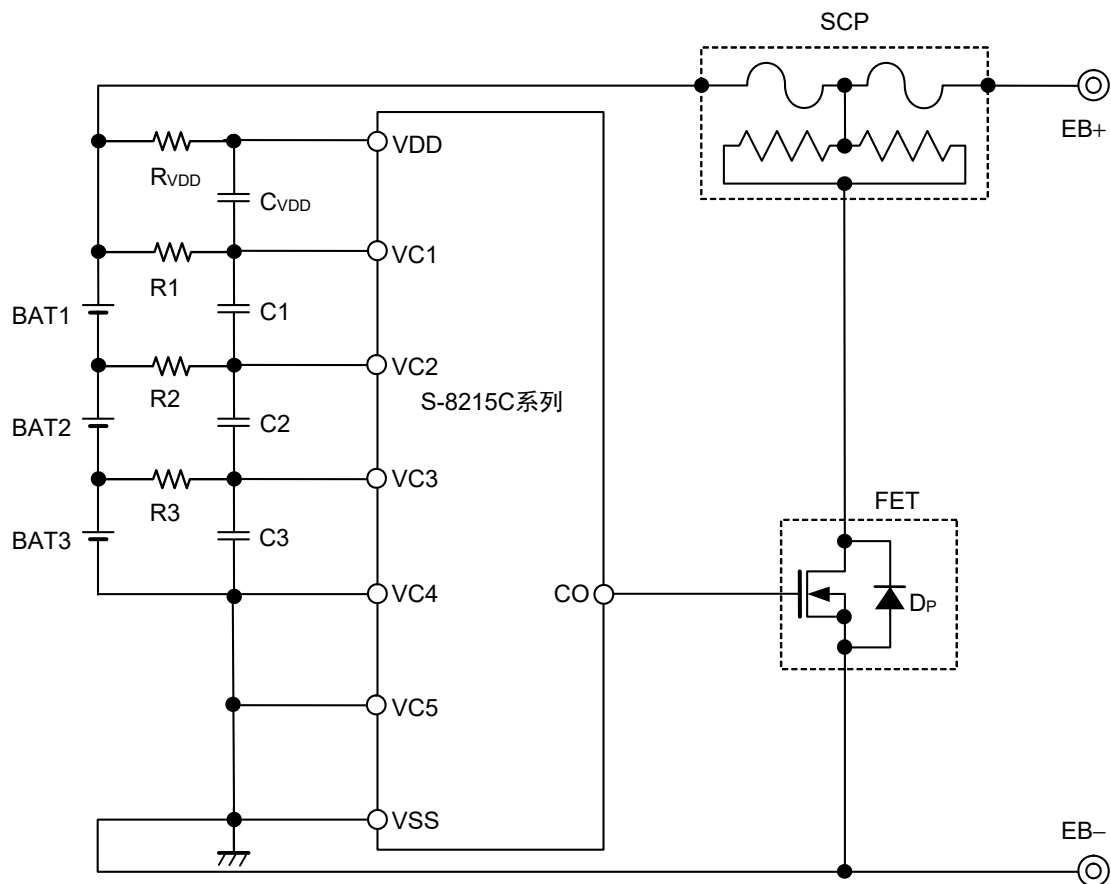 SCP
EB+
VDD
RVDD
CVDD
VC1
R1
BAT1
C1
VC2
R2
S-8215C系列
BAT2
C2
VC3
R3
FET
BAT3
C3
VC4
CO
DP
VC5
VSS
EB−